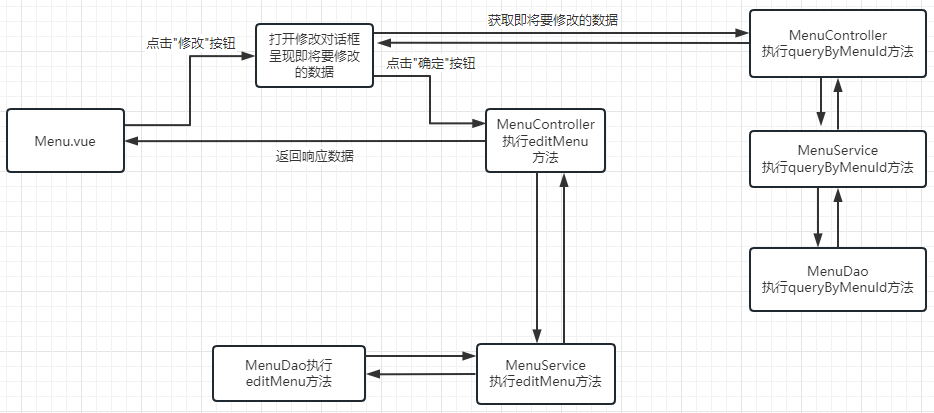 获取即将要修改的数据
点击"修改"按钮
打开修改对话框
呈现即将要修改
的数据
MenuController
执行queryByMenuId方法
点击"确定"按钮
Menu.vue
MenuController
执行editMenu
方法
返回响应数据
MenuService
执行queryByMenuId方法
MenuDao
执行queryByMenuId方法
MenuDao执行
editMenu方法
MenuService
执行editMenu方法